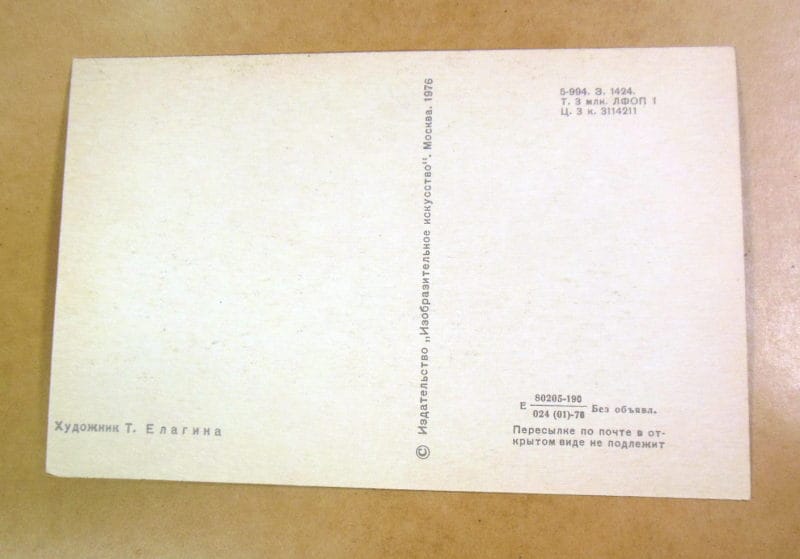 5-994. З. 1424.
Т. 3 млн. ЛФОП 1
Ц. 3 к. 3114211
© Издательство „Изобразительное искусство“. Москва. 1976
Художник Т. Елагина
Е 80205-190
024 (01)-76 Без объявл.
Пересылке по почте в от-
крытом виде не подлежит